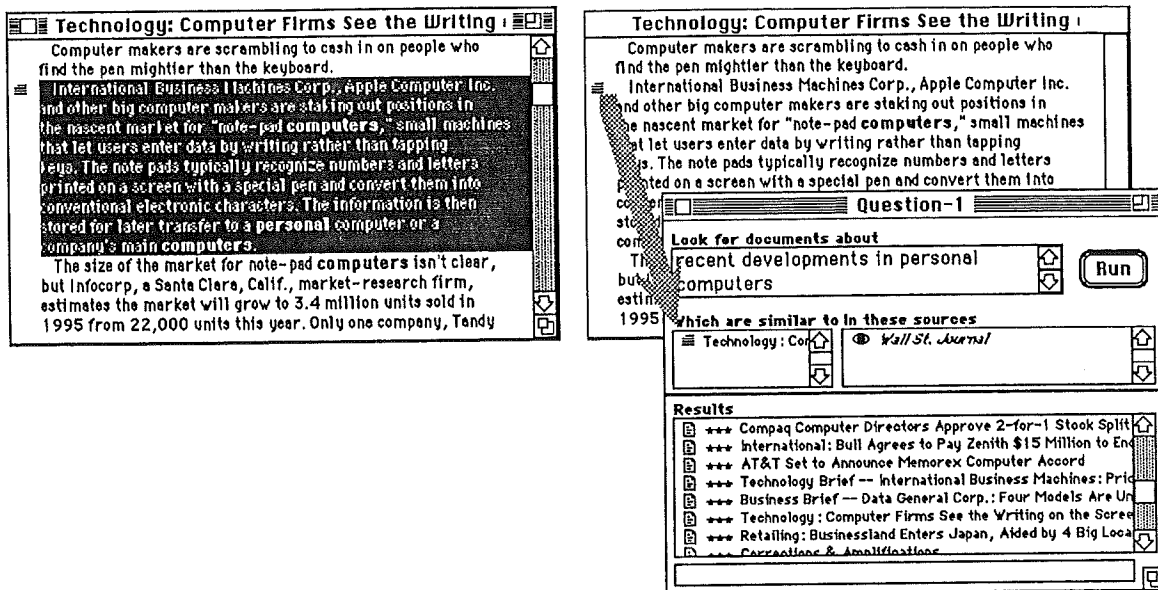 Technology: Computer Firms See the Writing
Computer makers are scrambling to cash in on people who
find the pen mightier than the keyboard.
International Business Machines Corp., Apple Computer Inc.
and other big computer makers are staking out positions in
the nascent market for "note-pad computers," small machines
that let users enter data by writing rather than tapping
keys. The note pads typically recognize numbers and letters
printed on a screen with a special pen and convert them into
conventional electronic characters. The information is then
stored for later transfer to a personal computer or a
company's main computers.
The size of the market for note-pad computers isn't clear,
but Infocorp, a Santa Clara, Calif., market-research firm,
estimates the market will grow to 3.4 million units sold in
1995 from 22,000 units this year. Only one company, Tandy
Technology: Computer Firms See the Writing
Computer makers are scrambling to cash in on people who
find the pen mightier than the keyboard.
International Business Machines Corp., Apple Computer Inc.
and other big computer makers are staking out positions in
nascent market for "note-pad computers," small machines
let users enter data by writing rather than tapping
The note pads typically recognize numbers and letters
on a screen with a special pen and convert them into
1995
Question-1
Look for documents about
recent developments in personal
computers
Run
Which are similar to In these sources
Technology: Cor
Wall St. Journal
Results
*** Compaq Computer Directors Approve 2-for-1 Stock Split
*** International: Bull Agrees to Pay Zenith $15 Million to En
*** AT&T Set to Announce Memorex Computer Accord
*** Technology Brief -- International Business Machines: Pric
*** Business Brief -- Data General Corp.: Four Models Are Un
*** Technology: Computer Firms See the Writing on the Scree
*** Retailing: Businessland Enters Japan, Aided by 4 Big Loca
*** Corrections & Amplifications